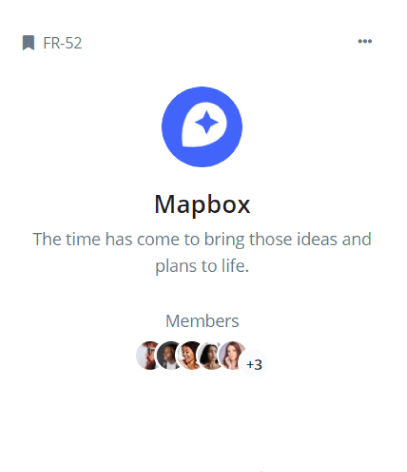 FR-52
Mapbox
The time has come to bring those ideas and
plans to life.
Members
+3